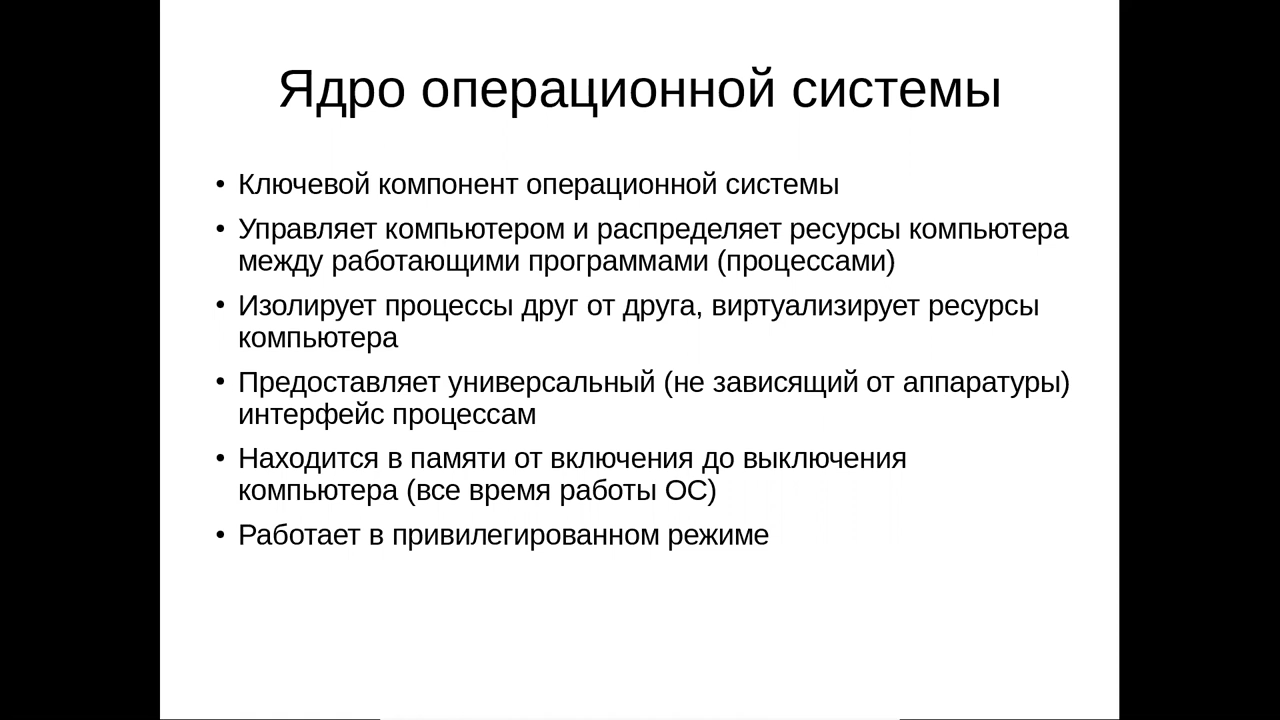 Ядро операционной системы
• Ключевой компонент операционной системы
• Управляет компьютером и распределяет ресурсы компьютера
между работающими программами (процессами)
• Изолирует процессы друг от друга, виртуализирует ресурсы
компьютера
• Предоставляет универсальный (не зависящий от аппаратуры)
интерфейс процессам
• Находится в памяти от включения до выключения
компьютера (все время работы ОС)
• Работает в привилегированном режиме